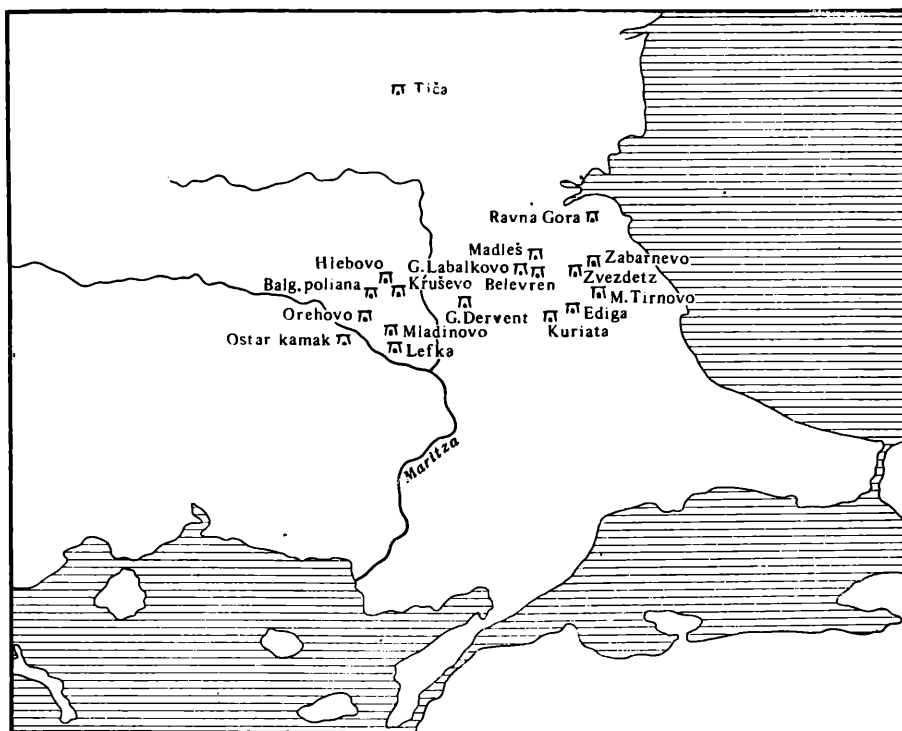 Tiča
Ravna Gora
Madleš
Zabarnevo
G. Labalkovo
Hlebovo
Belevren
Zvezdetz
Balg. poliana
Kruševo
M. Tirnovo
G. Dervent
Ediga
Orehovo
Kuriata
Mladinovo
Ostar kamak
Lefka
Maritza